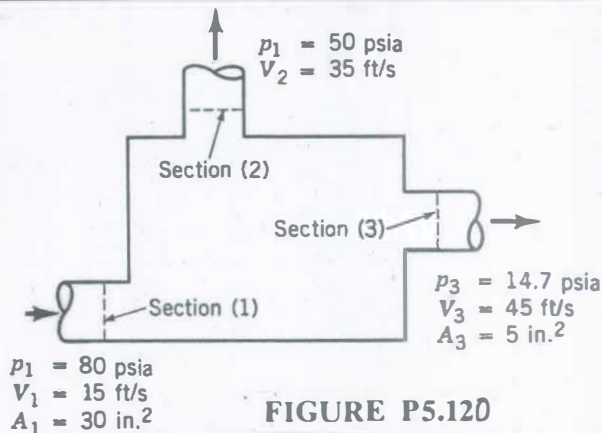 p₁ = 50 psia
V₂ = 35 ft/s
Section (2)
Section (3)
Section (1)
p₃ = 14.7 psia
V₃ = 45 ft/s
A₃ = 5 in.²
p₁ = 80 psia
V₁ = 15 ft/s
A₁ = 30 in.²
FIGURE P5.120